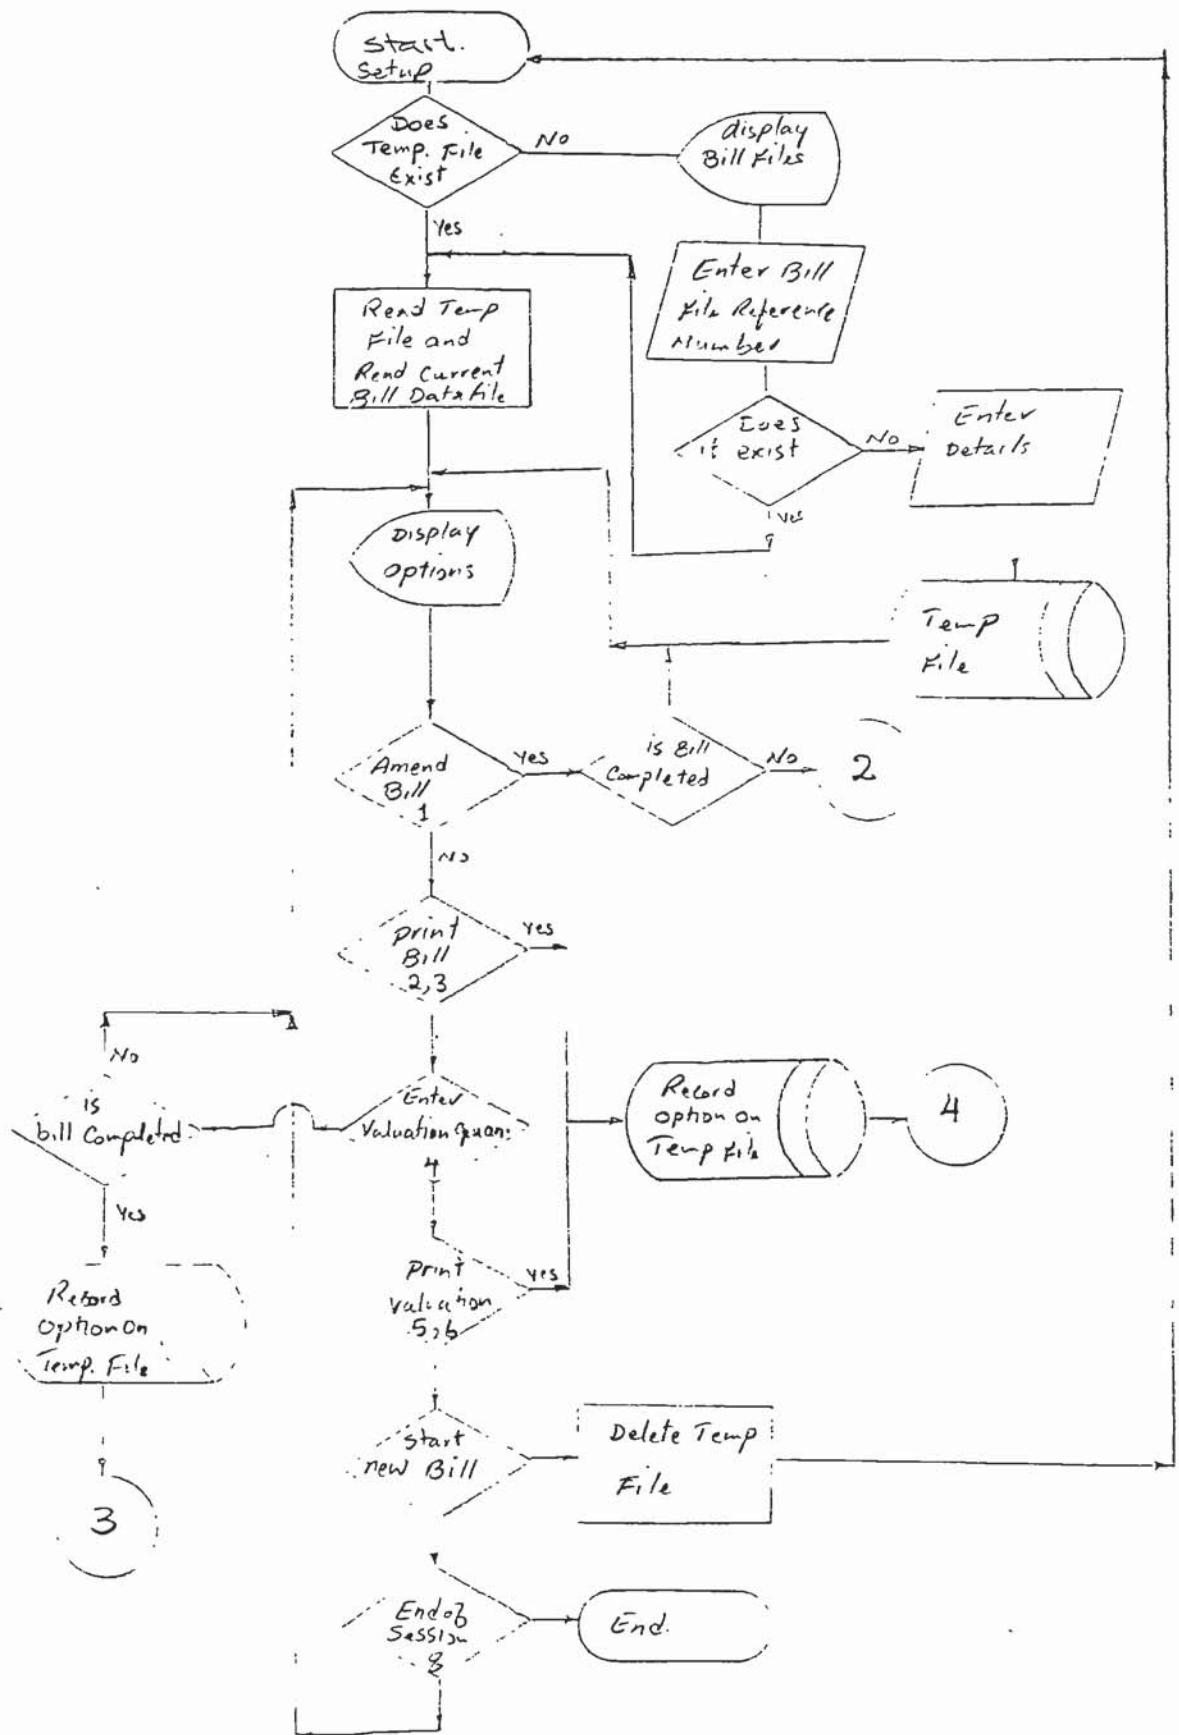 Start.
Setup
Does
Temp. File
Exist
No
display
Bill Files
Yes
Enter Bill
File Reference
Number
Read Temp
File and
Read Current
Bill Datafile
Does
it exist
No
Enter
Details
Yes
Display
Options
Temp
File
Amend
Bill
1
Yes
is Bill
Completed
No
2
No
Print
Bill
2,3
Yes
No
is
bill Completed
Enter
Valuation Quan.
4
Record
option on
Temp File
4
Yes
Print
Valuation
5,6
Yes
Record
Option On
Temp. File
Start
new Bill
Delete Temp
File
3
End of
Session
8
End.